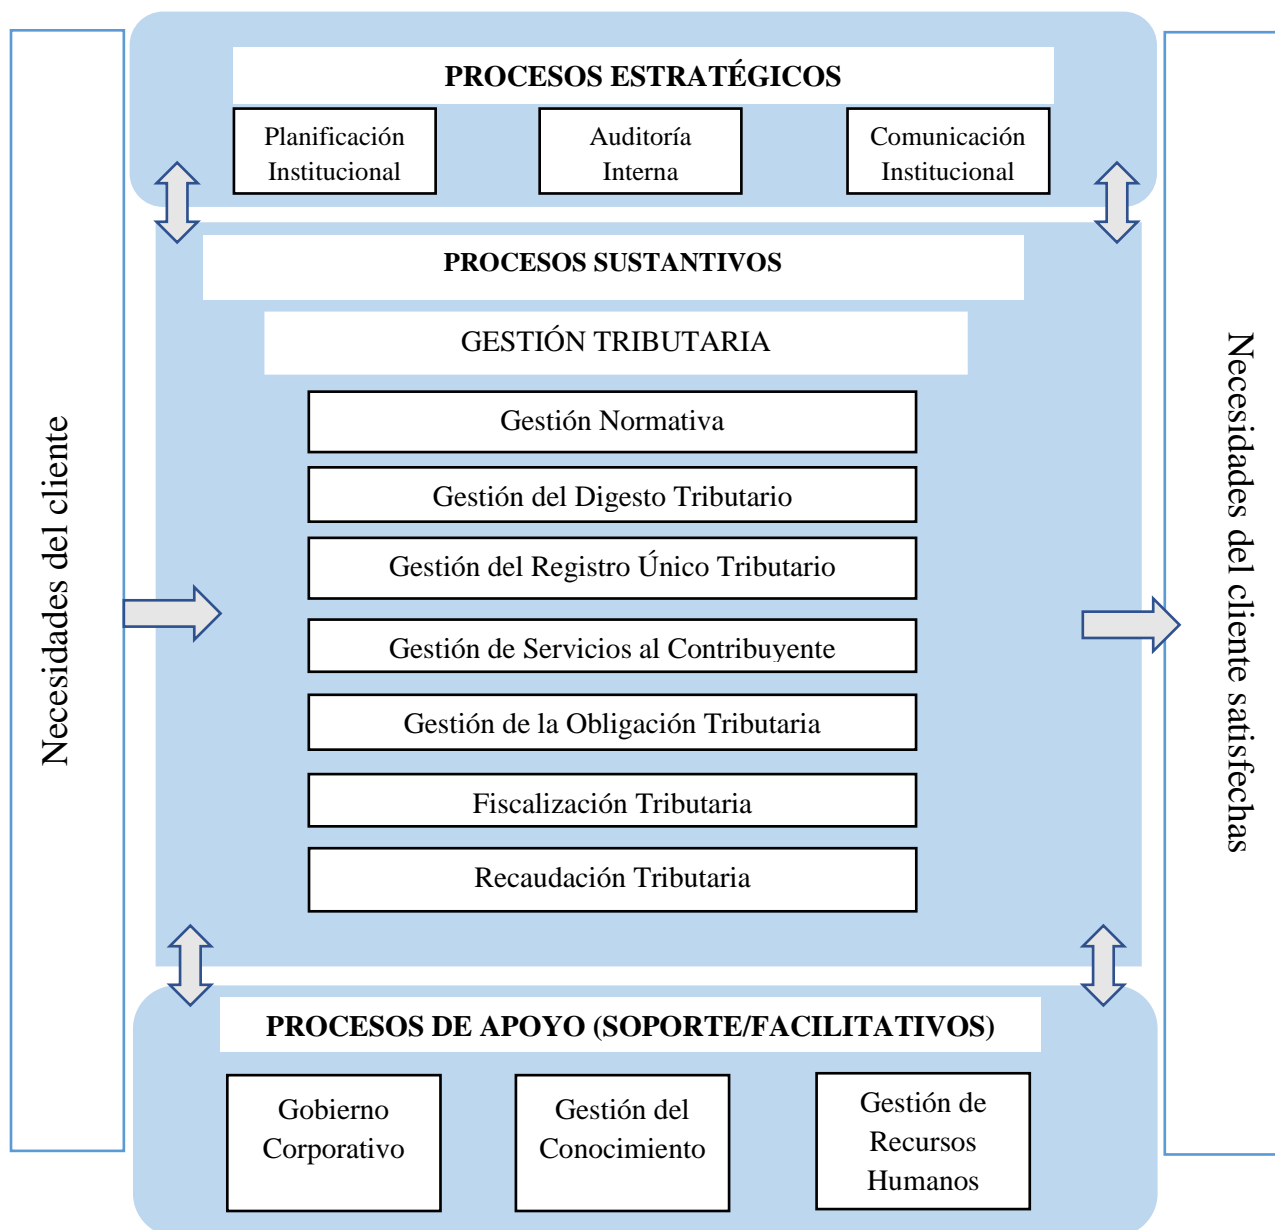 PROCESOS ESTRATÉGICOS
Planificación
Institucional
Auditoría
Interna
Comunicación
Institucional
PROCESOS SUSTANTIVOS
GESTIÓN TRIBUTARIA
Gestión Normativa
Gestión del Digesto Tributario
Gestión del Registro Único Tributario
Gestión de Servicios al Contribuyente
Gestión de la Obligación Tributaria
Fiscalización Tributaria
Recaudación Tributaria
Necesidades del cliente
Necesidades del cliente satisfechas
PROCESOS DE APOYO (SOPORTE/FACILITATIVOS)
Gobierno
Corporativo
Gestión del
Conocimiento
Gestión de
Recursos
Humanos